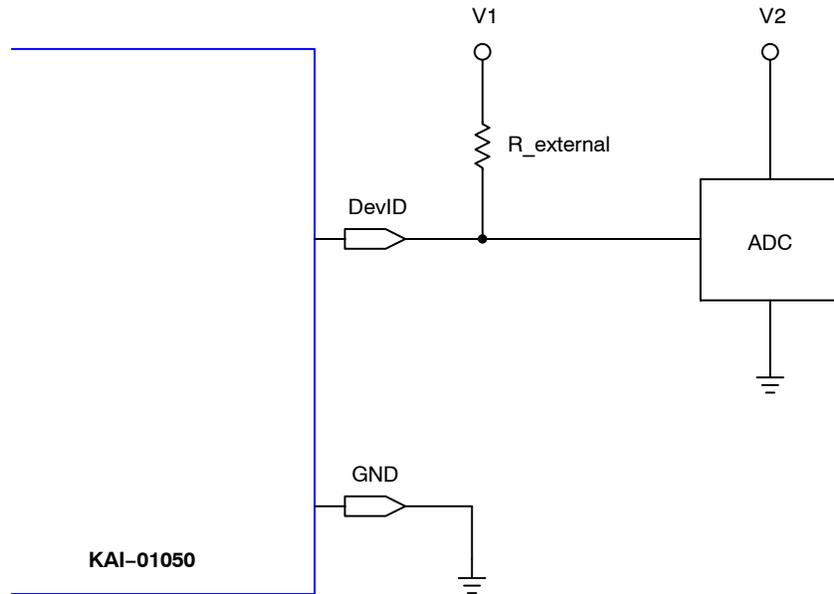 V1
V2
R_external
DevID
ADC
GND
KAI−01050